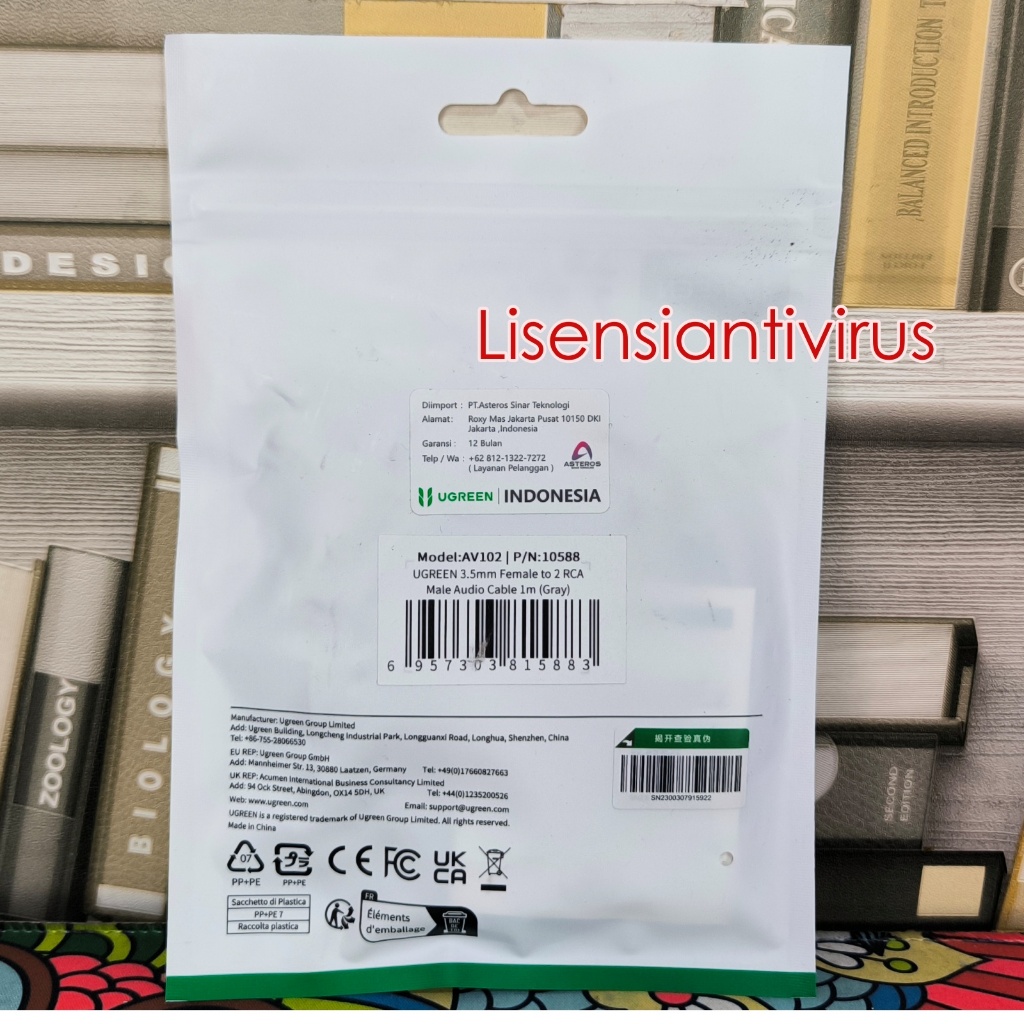 BALANCED INTRODUCTION T
DESIG
Lisensiantivirus
Diimport : PT.Asteros Sinar Teknologi
Alamat: Roxy Mas Jakarta Pusat 10150 DKI
Jakarta ,Indonesia
Garansi : 12 Bulan
Telp / Wa : +62 812-1322-7272
( Layanan Pelanggan )
ASTEROS
UGREEN | INDONESIA
Model:AV102 | P/N:10588
UGREEN 3.5mm Female to 2 RCA
Male Audio Cable 1m (Gray)
6 957303 815883
ZOOLOGY
BIOLOGY
Manufacturer: Ugreen Group Limited
Add: Ugreen Building, Longcheng Industrial Park, Longguanxi Road, Longhua, Shenzhen, China
Tel: +86-755-28066530
EU REP: Ugreen Group GmbH
Add: Mannheimer Str. 13, 30880 Laatzen, Germany Tel: +49(0)17660827663
UK REP: Acumen International Business Consultancy Limited
Add: 94 Ock Street, Abingdon, OX14 5DH, UK Tel: +44(0)1235200526
Web: www.ugreen.com Email: support@ugreen.com
UGREEN is a registered trademark of Ugreen Group Limited. All rights reserved.
Made in China
揭开查验真伪
SN2300307915922
SECOND
EDITION
07
PP+PE
プラ
PP+PE
CE
FC
UK
CA
Sacchetto di Plastica
PP+PE 7
Raccolta plastica
FR
Éléments
d'emballage
BAC
DE TRI